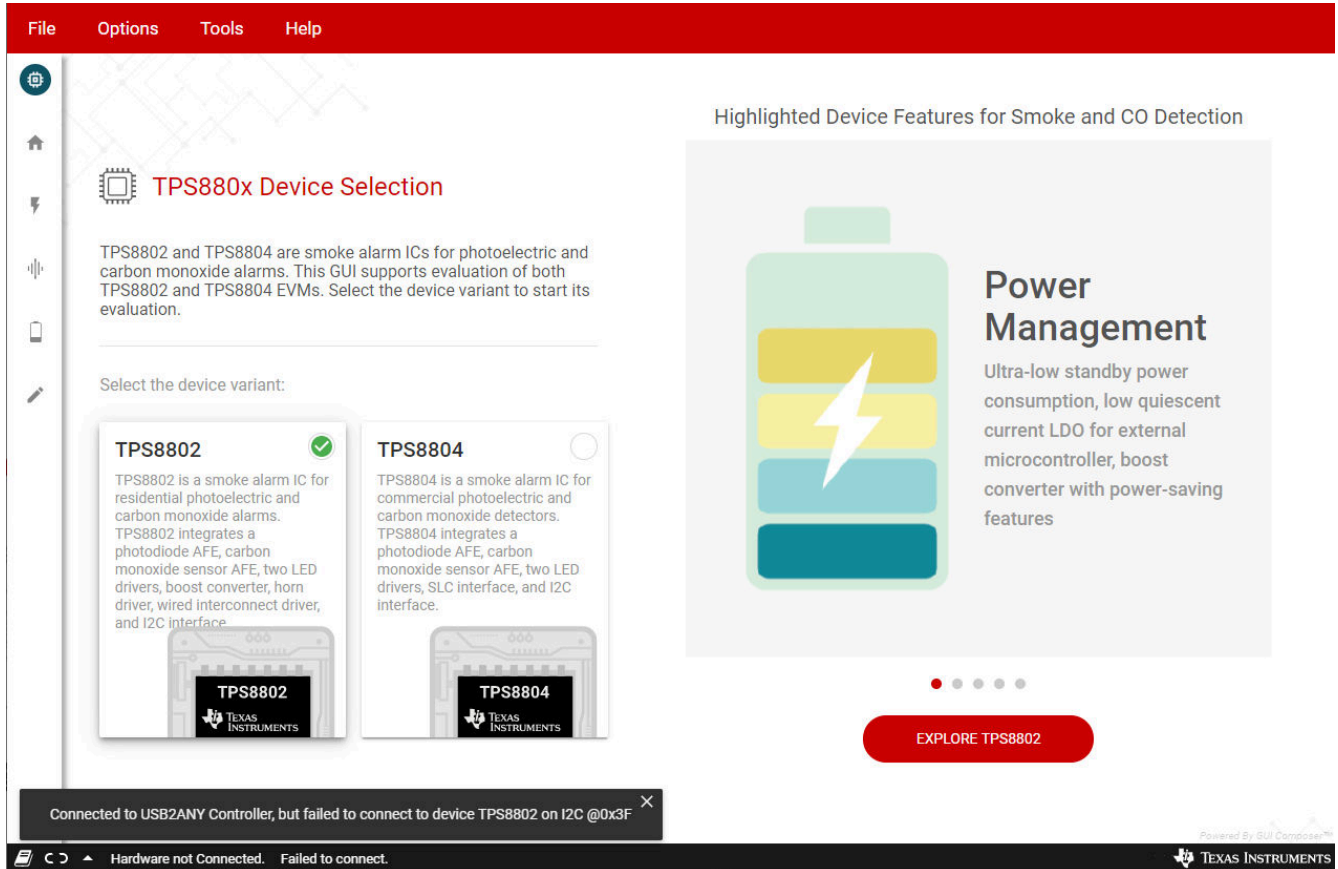 File Options Tools Help
TPS880x Device Selection
TPS8802 and TPS8804 are smoke alarm ICs for photoelectric and
carbon monoxide alarms. This GUI supports evaluation of both
TPS8802 and TPS8804 EVMs. Select the device variant to start its
evaluation.
Select the device variant:
TPS8802
TPS8802 is a smoke alarm IC for
residential photoelectric and
carbon monoxide alarms.
TPS8802 integrates a
photodiode AFE, carbon
monoxide sensor AFE, two LED
drivers, boost converter, horn
driver, wired interconnect driver,
and I2C interface
TPS8802
TEXAS
INSTRUMENTS
TPS8804
TPS8804 is a smoke alarm IC for
commercial photoelectric and
carbon monoxide detectors.
TPS8804 integrates a
photodiode AFE, carbon
monoxide sensor AFE, two LED
drivers, SLC interface, and I2C
interface.
TPS8804
TEXAS
INSTRUMENTS
Highlighted Device Features for Smoke and CO Detection
Power
Management
Ultra-low standby power
consumption, low quiescent
current LDO for external
microcontroller, boost
converter with power-saving
features
EXPLORE TPS8802
Connected to USB2ANY Controller, but failed to connect to device TPS8802 on I2C @0x3F
Powered By GUI Composer™
Hardware not Connected. Failed to connect.
TEXAS INSTRUMENTS